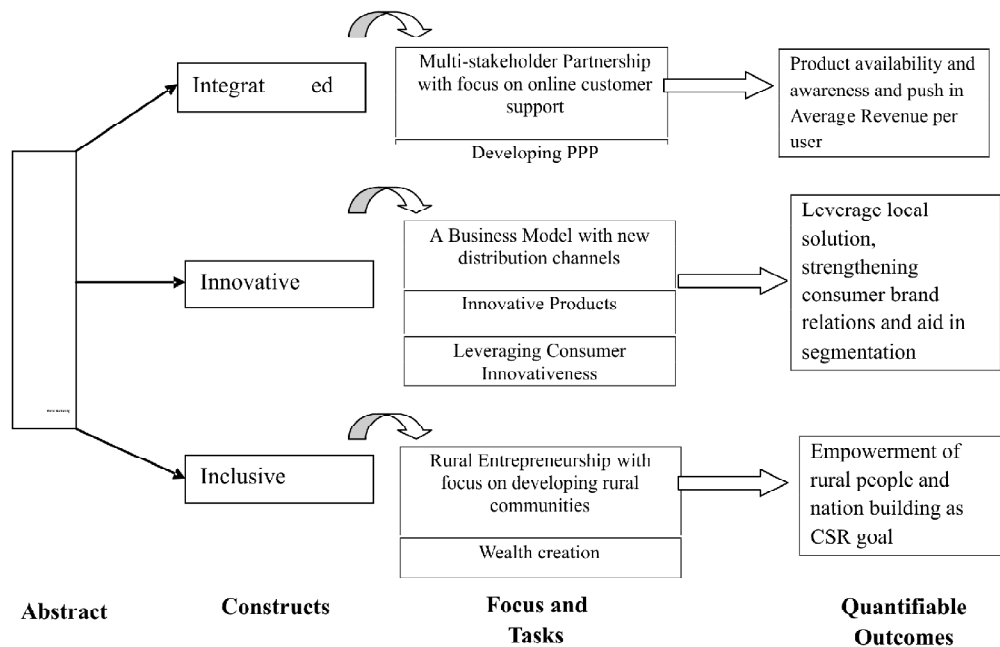 Integrat ed
Multi-stakeholder Partnership
with focus on online customer
support
Developing PPP
Product availability and
awareness and push in
Average Revenue per
user
Innovative
A Business Model with new
distribution channels
Innovative Products
Leveraging Consumer
Innovativeness
Leverage local
solution,
strengthening
consumer brand
relations and aid in
segmentation
Inclusive
Rural Entrepreneurship with
focus on developing rural
communities
Wealth creation
Empowerment of
rural people and
nation building as
CSR goal
Abstract
Constructs
Focus and
Tasks
Quantifiable
Outcomes